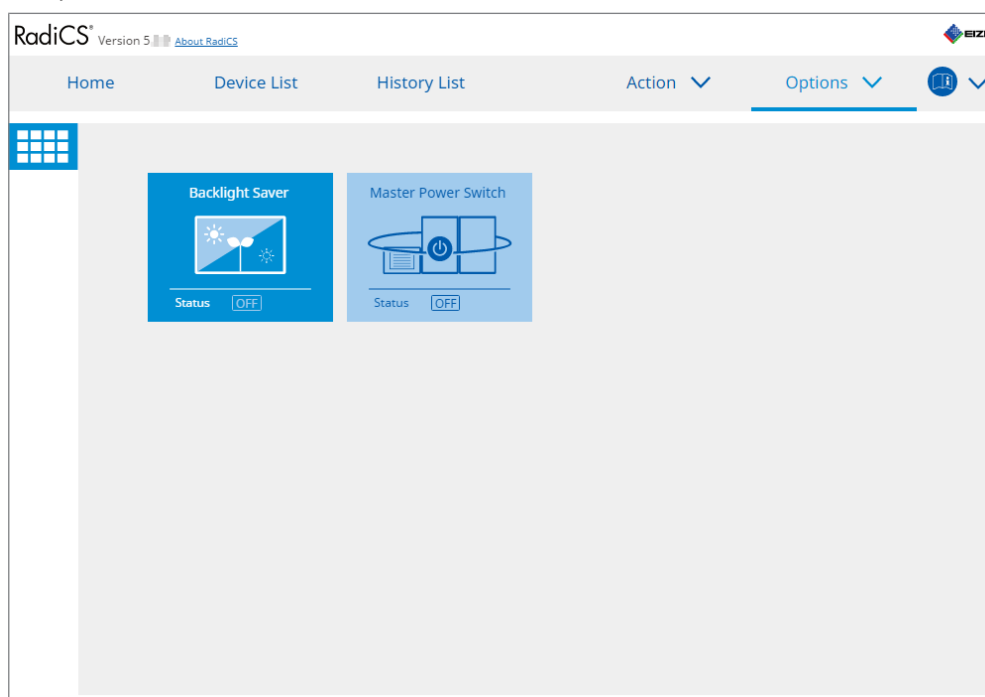 RadiCS® Version 5. About RadiCS
Home Device List History List Action Options
Backlight Saver Master Power Switch
Status OFF Status OFF